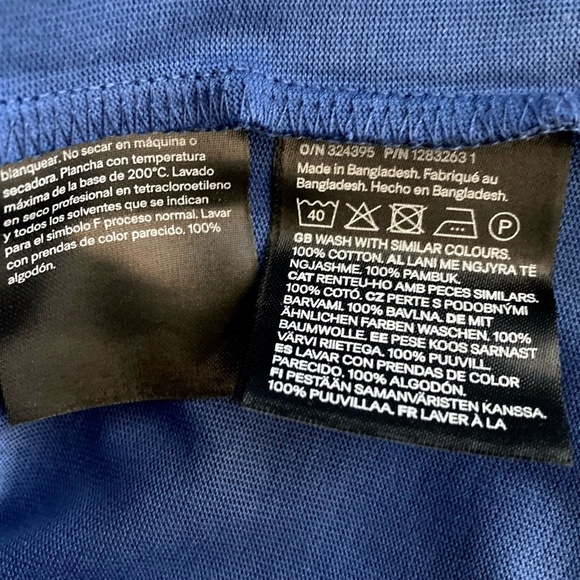 blanquear. No secar en máquina o
secadora. Plancha con temperatura
máxima de la base de 200°C. Lavado
en seco profesional en tetracloroetileno
y todos los solventes que se indican
para el símbolo F proceso normal. Lavar
con prendas de color parecido. 100%
algodón.
O/N 324395 P/N 1283263 1
Made in Bangladesh. Fabriqué au
Bangladesh. Hecho en Bangladesh.
40 P
GB WASH WITH SIMILAR COLOURS.
100% COTTON. AL LANI ME NGJYRA TË
NGJASHME. 100% PAMBUK.
CAT RENTEU-HO AMB PECES SIMILARS.
100% COTÓ. CZ PERTE S PODOBNÝMI
BARVAMI. 100% BAVLNA. DE MIT
ÄHNLICHEN FARBEN WASCHEN. 100%
BAUMWOLLE. EE PESE KOOS SARNAST
VÄRVI RIIETEGA. 100% PUUVILL.
ES LAVAR CON PRENDAS DE COLOR
PARECIDO. 100% ALGODÓN.
FI PESTÄÄN SAMANVÄRISTEN KANSSA.
100% PUUVILLAA. FR LAVER À LA